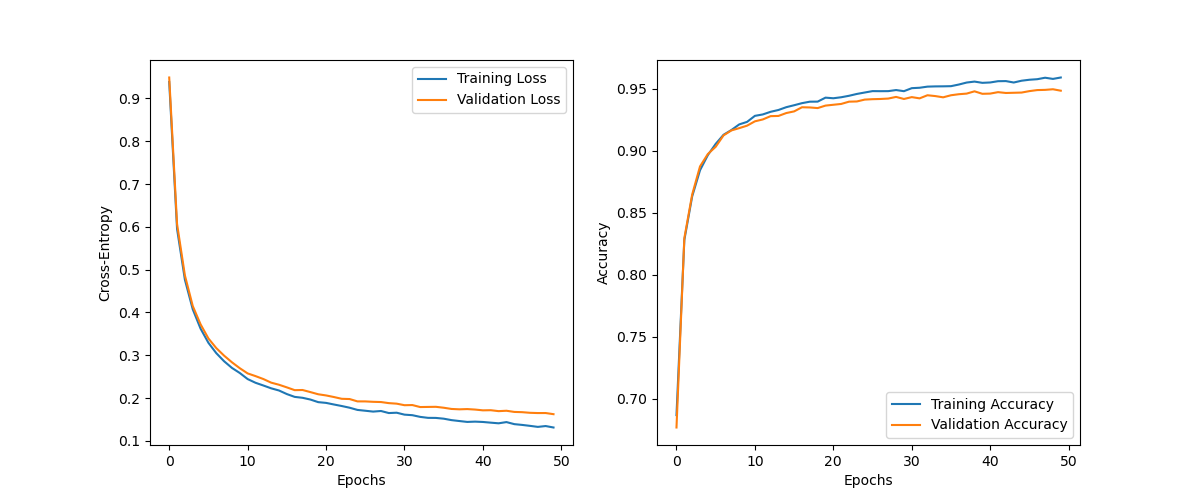 Training Loss
Validation Loss
0.9
0.8
0.7
0.6
0.5
0.4
0.3
0.2
0.1
Cross-Entropy
0 10 20 30 40 50
Epochs
0.95
0.90
0.85
0.80
0.75
0.70
Accuracy
Training Accuracy
Validation Accuracy
0 10 20 30 40 50
Epochs